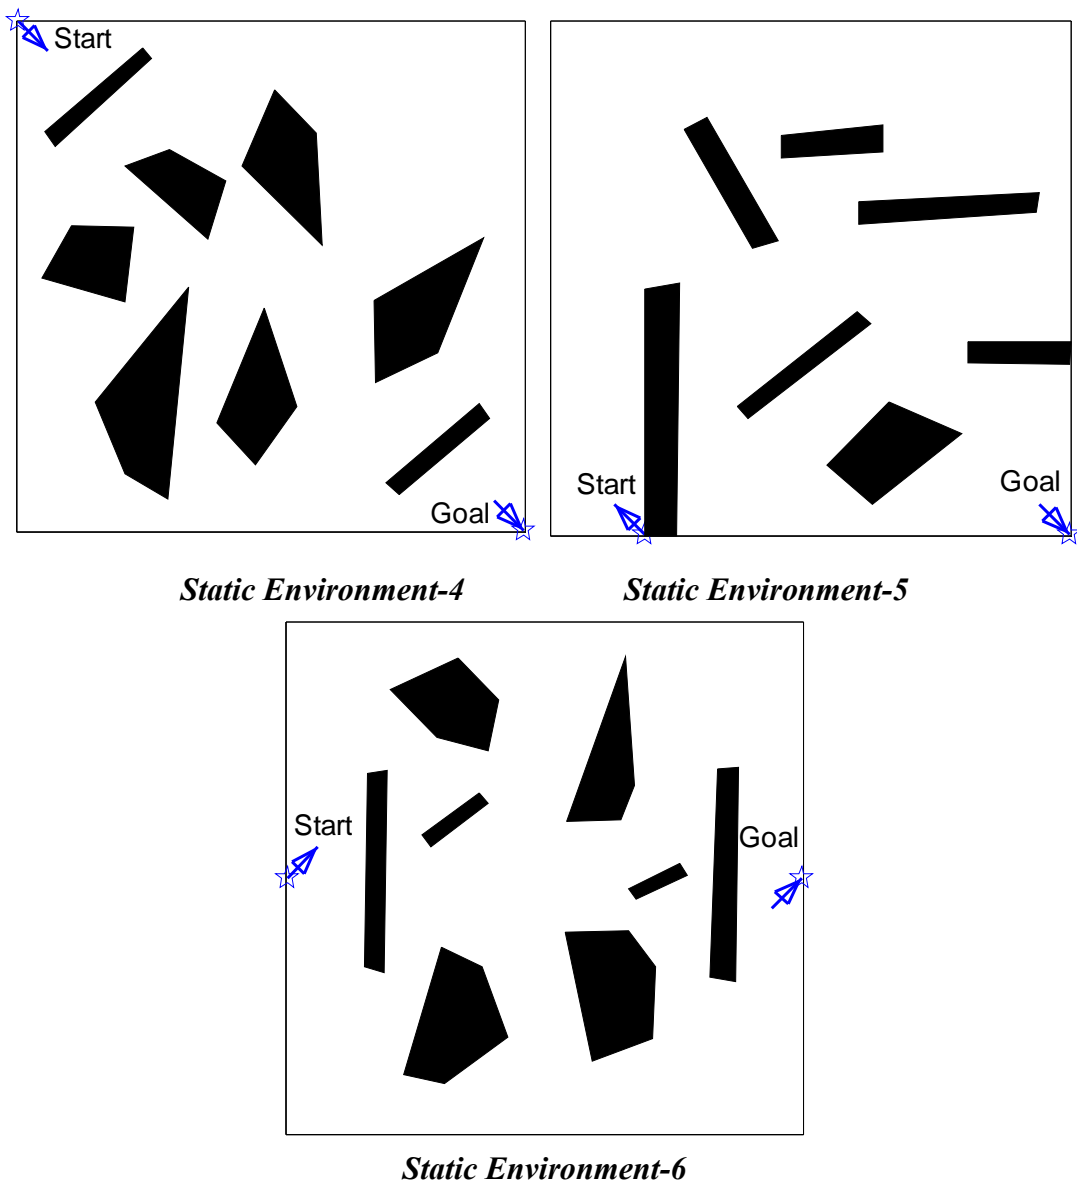 Start
Goal
Start
Goal
Static Environment-4
Static Environment-5
Start
Goal
Static Environment-6